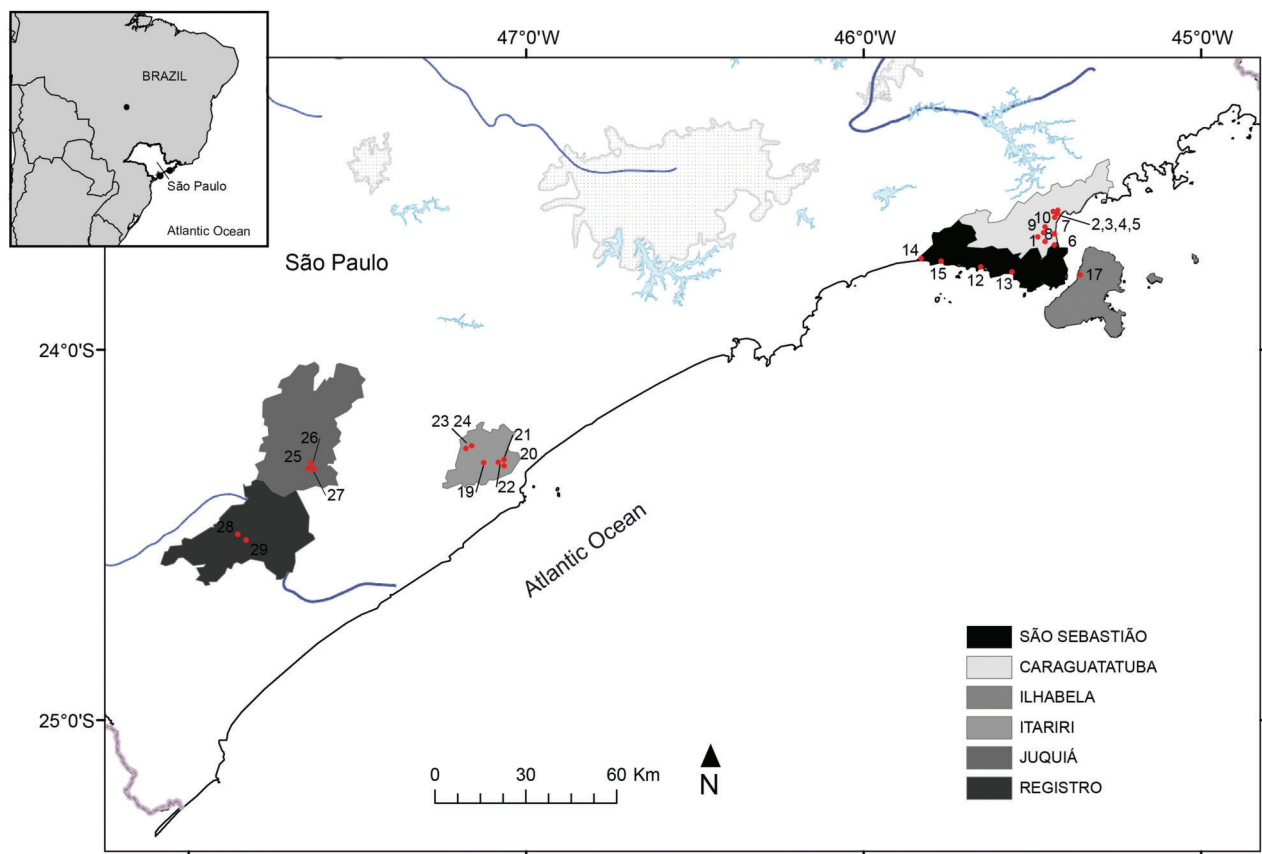 47°0'W
46°0'W
45°0'W
BRAZIL
São Paulo
Atlantic Ocean
10
9
8
7
2,3,4,5
1
6
14
15
12
13
17
São Paulo
24°0'S
23 24
21
20
19
22
26
25
27
28
29
Atlantic Ocean
SÃO SEBASTIÃO
CARAGUATATUBA
ILHABELA
ITARIRI
JUQUIÁ
REGISTRO
25°0'S
0 30 60 Km
N